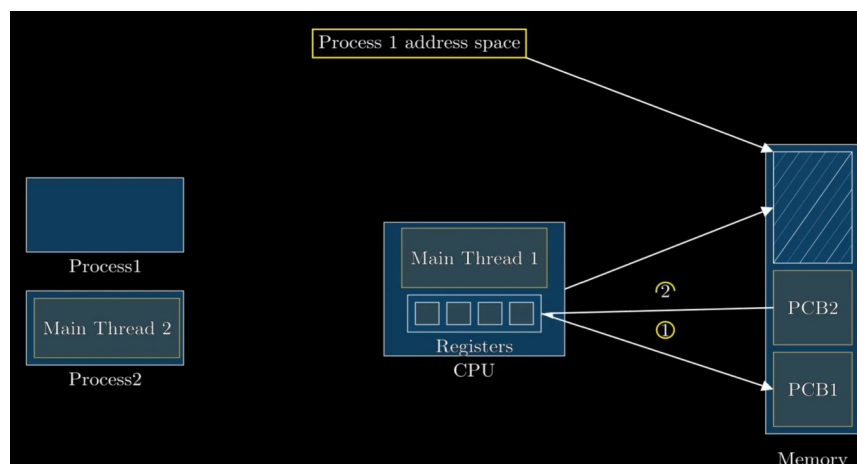 Process 1 address space
Process1
Main Thread 2
Process2
Main Thread 1
Registers
CPU
2
1
PCB2
PCB1
Memory